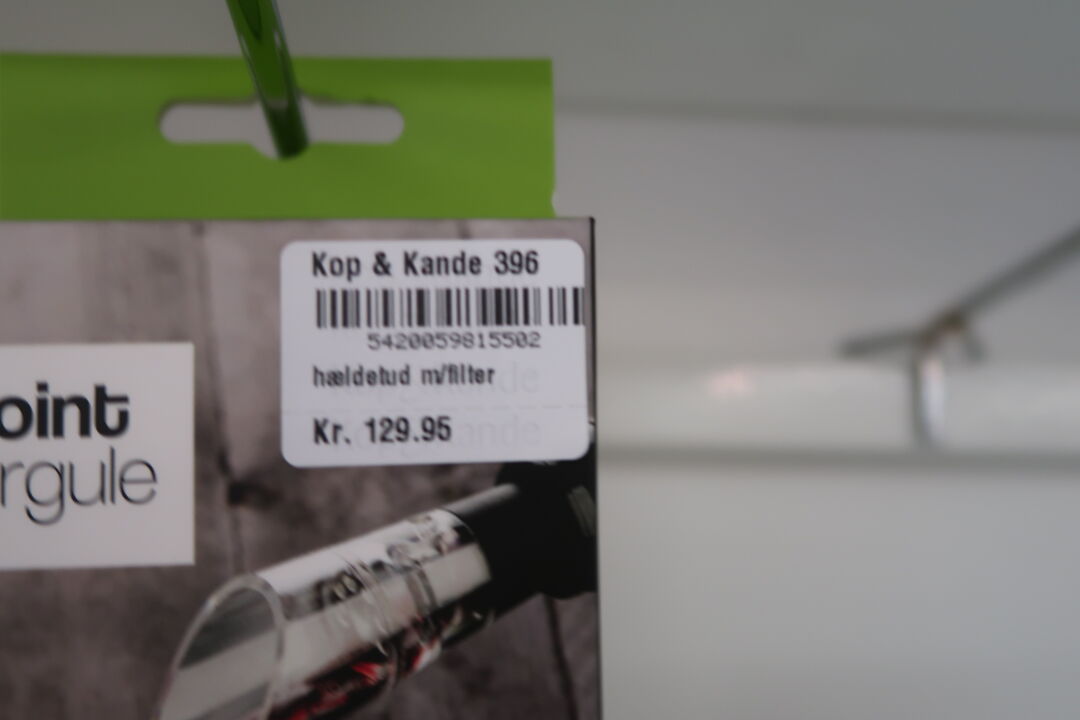 Kop & Kande 396
5420059815502
hældetud m/filter
Kr. 129.95
oint
rgule